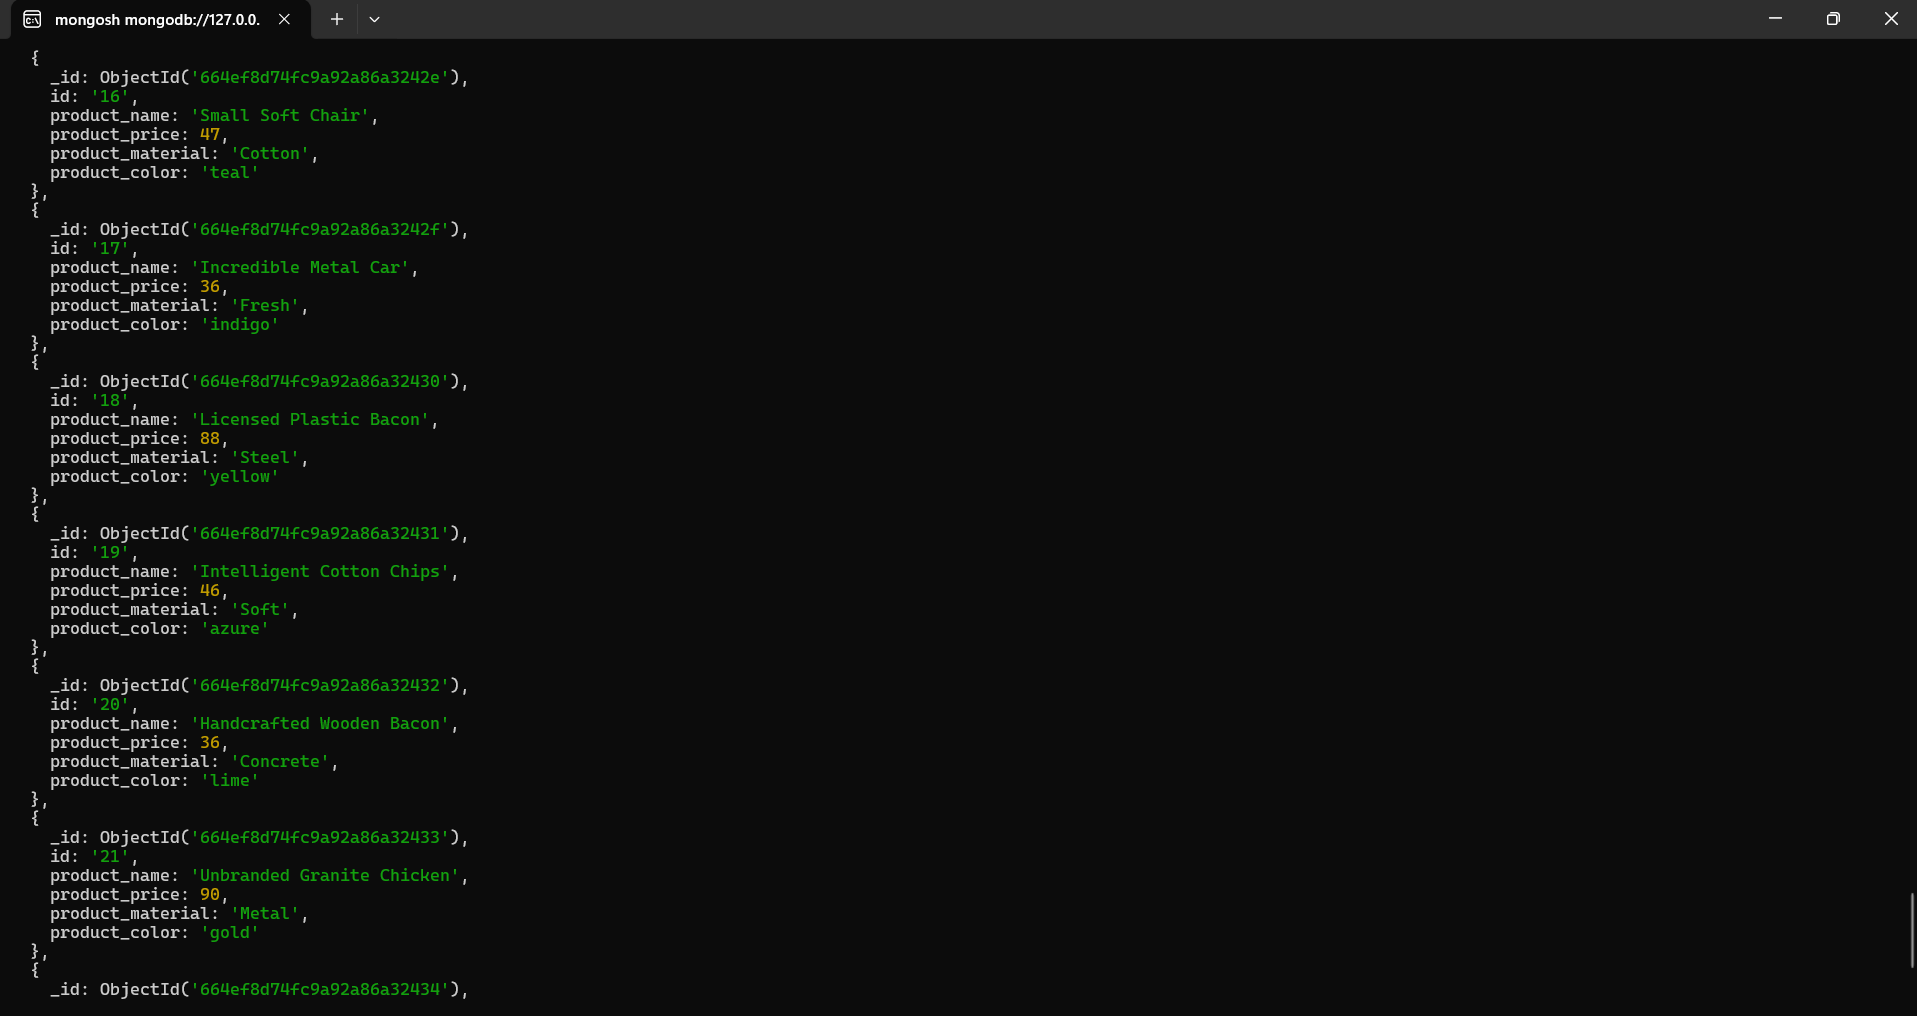 mongosh mongodb://127.0.0.
{
_id: ObjectId('664ef8d74fc9a92a86a3242e'),
id: '16',
product_name: 'Small Soft Chair',
product_price: 47,
product_material: 'Cotton',
product_color: 'teal'
},
{
_id: ObjectId('664ef8d74fc9a92a86a3242f'),
id: '17',
product_name: 'Incredible Metal Car',
product_price: 36,
product_material: 'Fresh',
product_color: 'indigo'
},
{
_id: ObjectId('664ef8d74fc9a92a86a32430'),
id: '18',
product_name: 'Licensed Plastic Bacon',
product_price: 88,
product_material: 'Steel',
product_color: 'yellow'
},
{
_id: ObjectId('664ef8d74fc9a92a86a32431'),
id: '19',
product_name: 'Intelligent Cotton Chips',
product_price: 46,
product_material: 'Soft',
product_color: 'azure'
},
{
_id: ObjectId('664ef8d74fc9a92a86a32432'),
id: '20',
product_name: 'Handcrafted Wooden Bacon',
product_price: 36,
product_material: 'Concrete',
product_color: 'lime'
},
{
_id: ObjectId('664ef8d74fc9a92a86a32433'),
id: '21',
product_name: 'Unbranded Granite Chicken',
product_price: 90,
product_material: 'Metal',
product_color: 'gold'
},
{
_id: ObjectId('664ef8d74fc9a92a86a32434'),